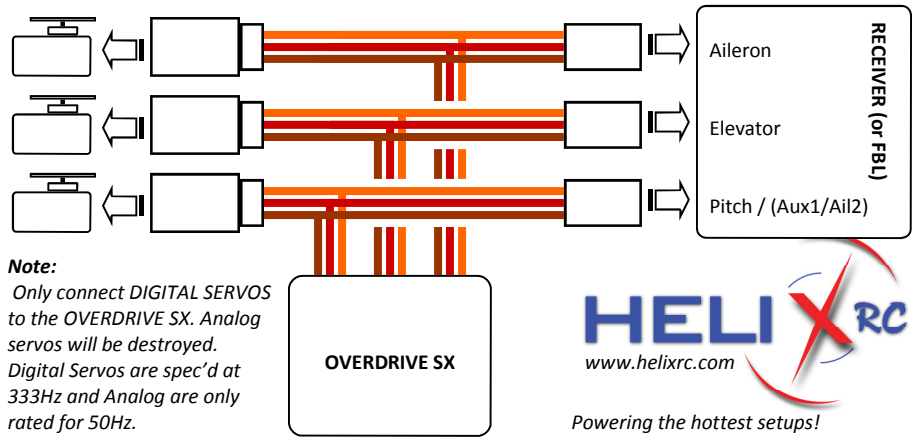 Aileron
Elevator
Pitch / (Aux1/Ail2)
RECEIVER (or FBL)
Note:
Only connect DIGITAL SERVOS
to the OVERDRIVE SX. Analog
servos will be destroyed.
Digital Servos are spec'd at
333Hz and Analog are only
rated for 50Hz.
OVERDRIVE SX
HELIX RC
www.helixrc.com
Powering the hottest setups!